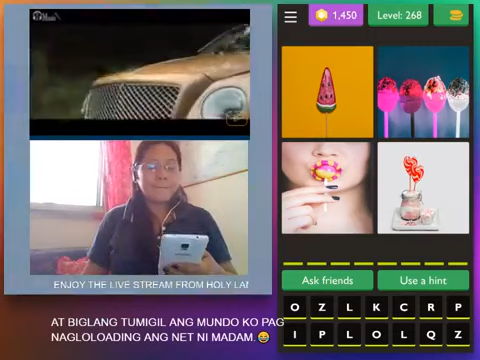 1,450
Level: 268
ENJOY THE LIVE STREAM FROM HOLY LAN
Ask friends
Use a hint
O Z L K C R P
I P L O L Q Z
AT BIGLANG TUMIGIL ANG MUNDO KO PAG
NAGLOLOADING ANG NET NI MADAM.😂